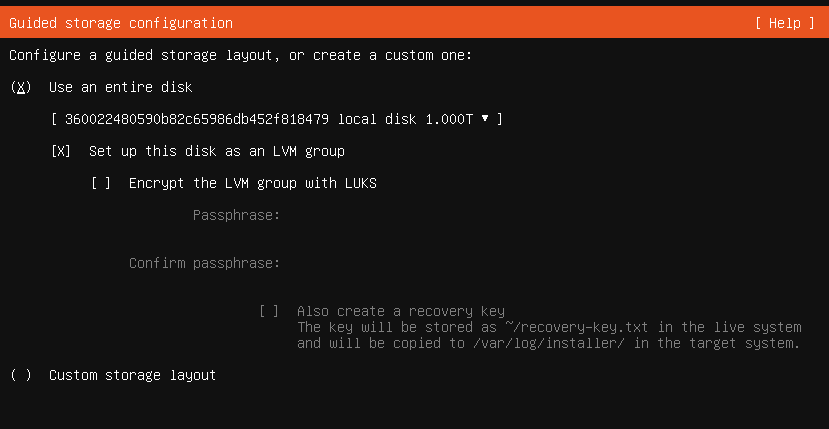 Guided storage configuration [ Help ]
Configure a guided storage layout, or create a custom one:
(X) Use an entire disk
[ 360022480590b82c65986db452f818479 local disk 1.000T ▾ ]
[X] Set up this disk as an LVM group
[ ] Encrypt the LVM group with LUKS
Passphrase:
Confirm passphrase:
[ ] Also create a recovery key
The key will be stored as ~/recovery-key.txt in the live system
and will be copied to /var/log/installer/ in the target system.
( ) Custom storage layout